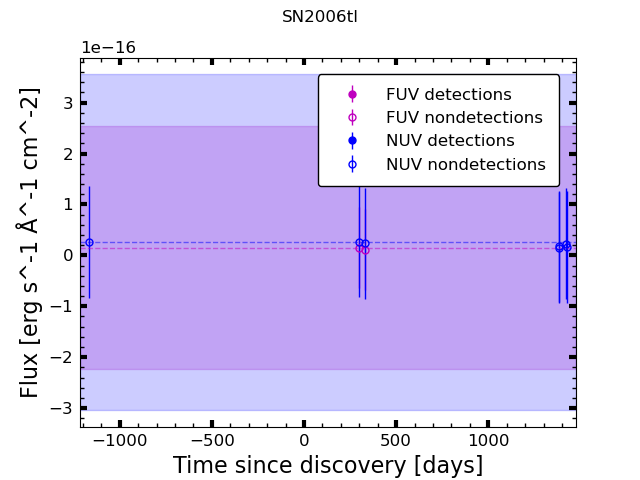 SN2006tl
1e−16
FUV detections
FUV nondetections
NUV detections
NUV nondetections
3
2
1
0
−1
−2
−3
Flux [erg s^-1 Å^-1 cm^-2]
−1000
−500
0
500
1000
Time since discovery [days]